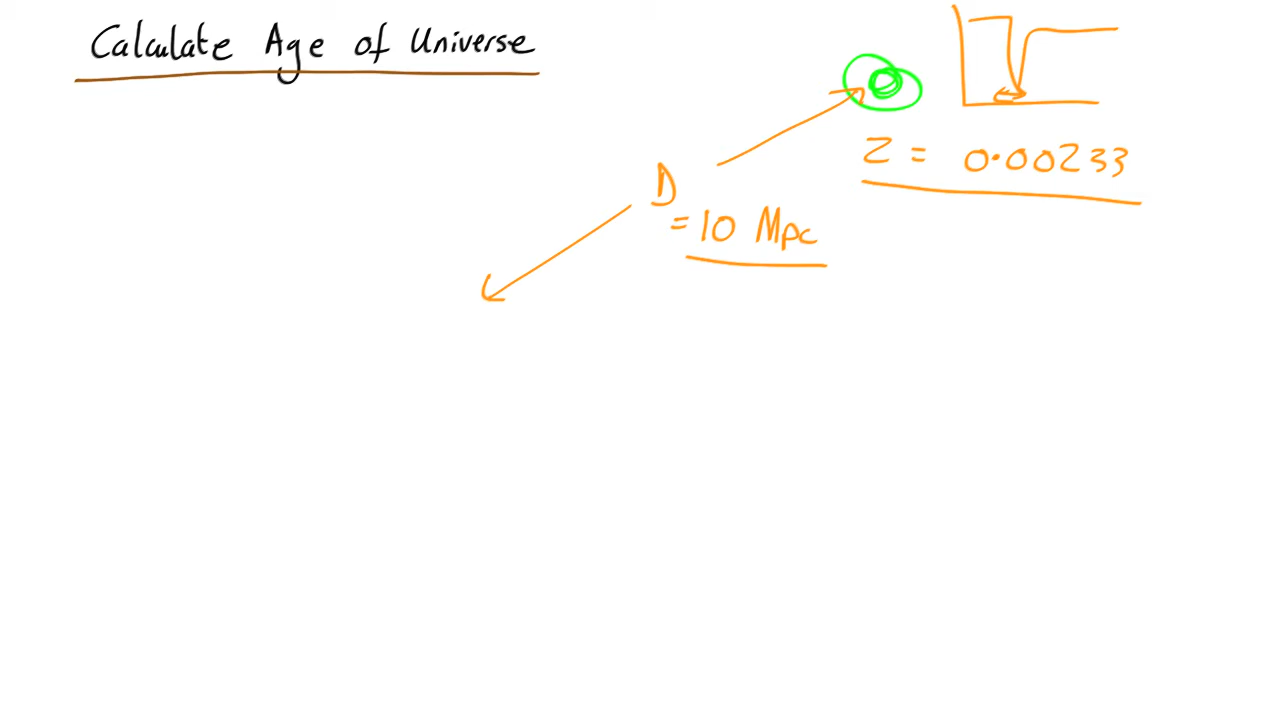 Calculate Age of Universe
z = 0.00233
D
= 10 Mpc